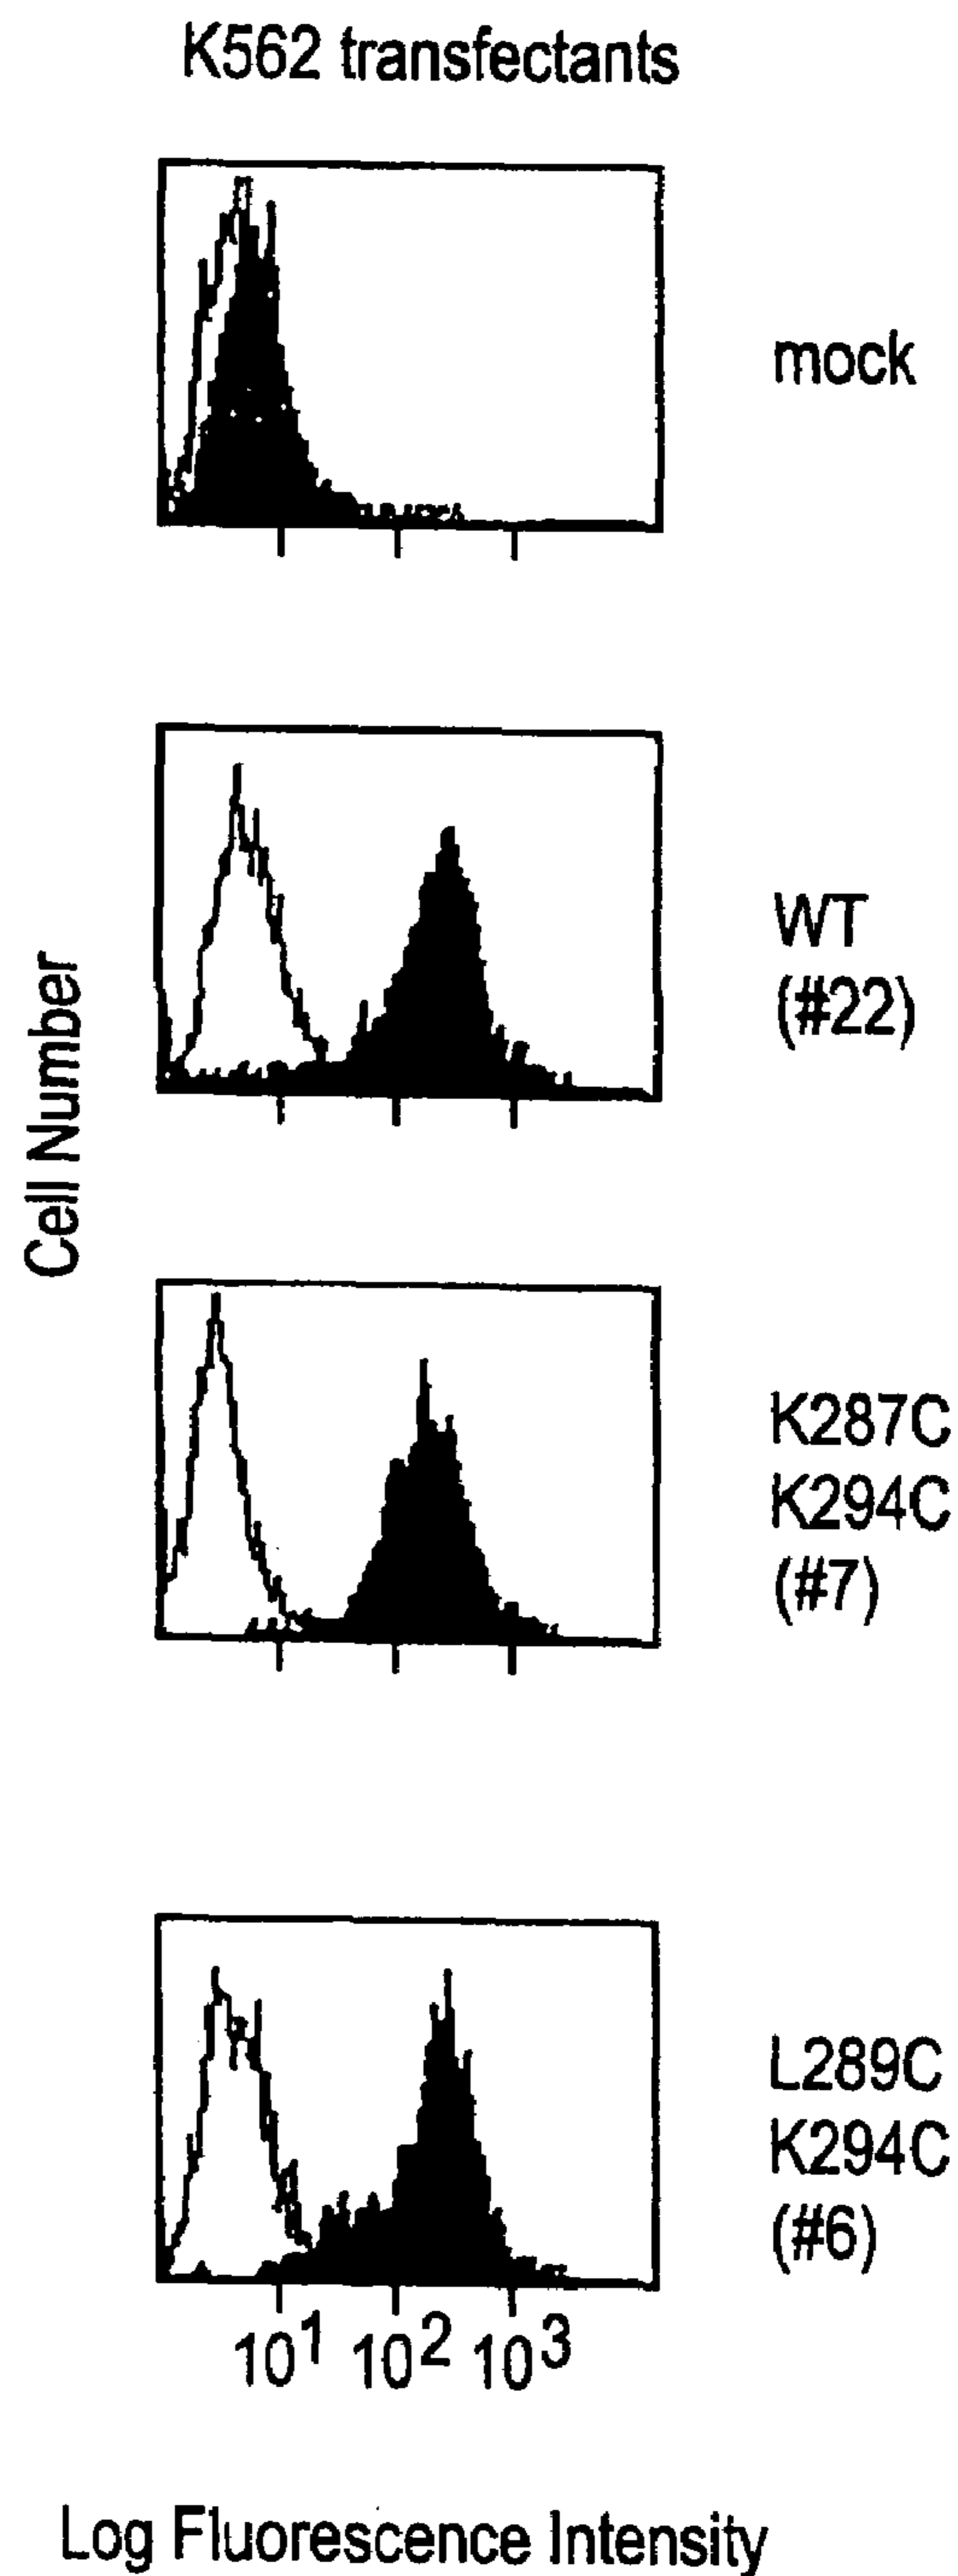 K562 transfectants
mock
WT
(#22)
Cell Number
K287C
K294C
(#7)
L289C
K294C
(#6)
10¹ 10² 10³
Log Fluorescence Intensity